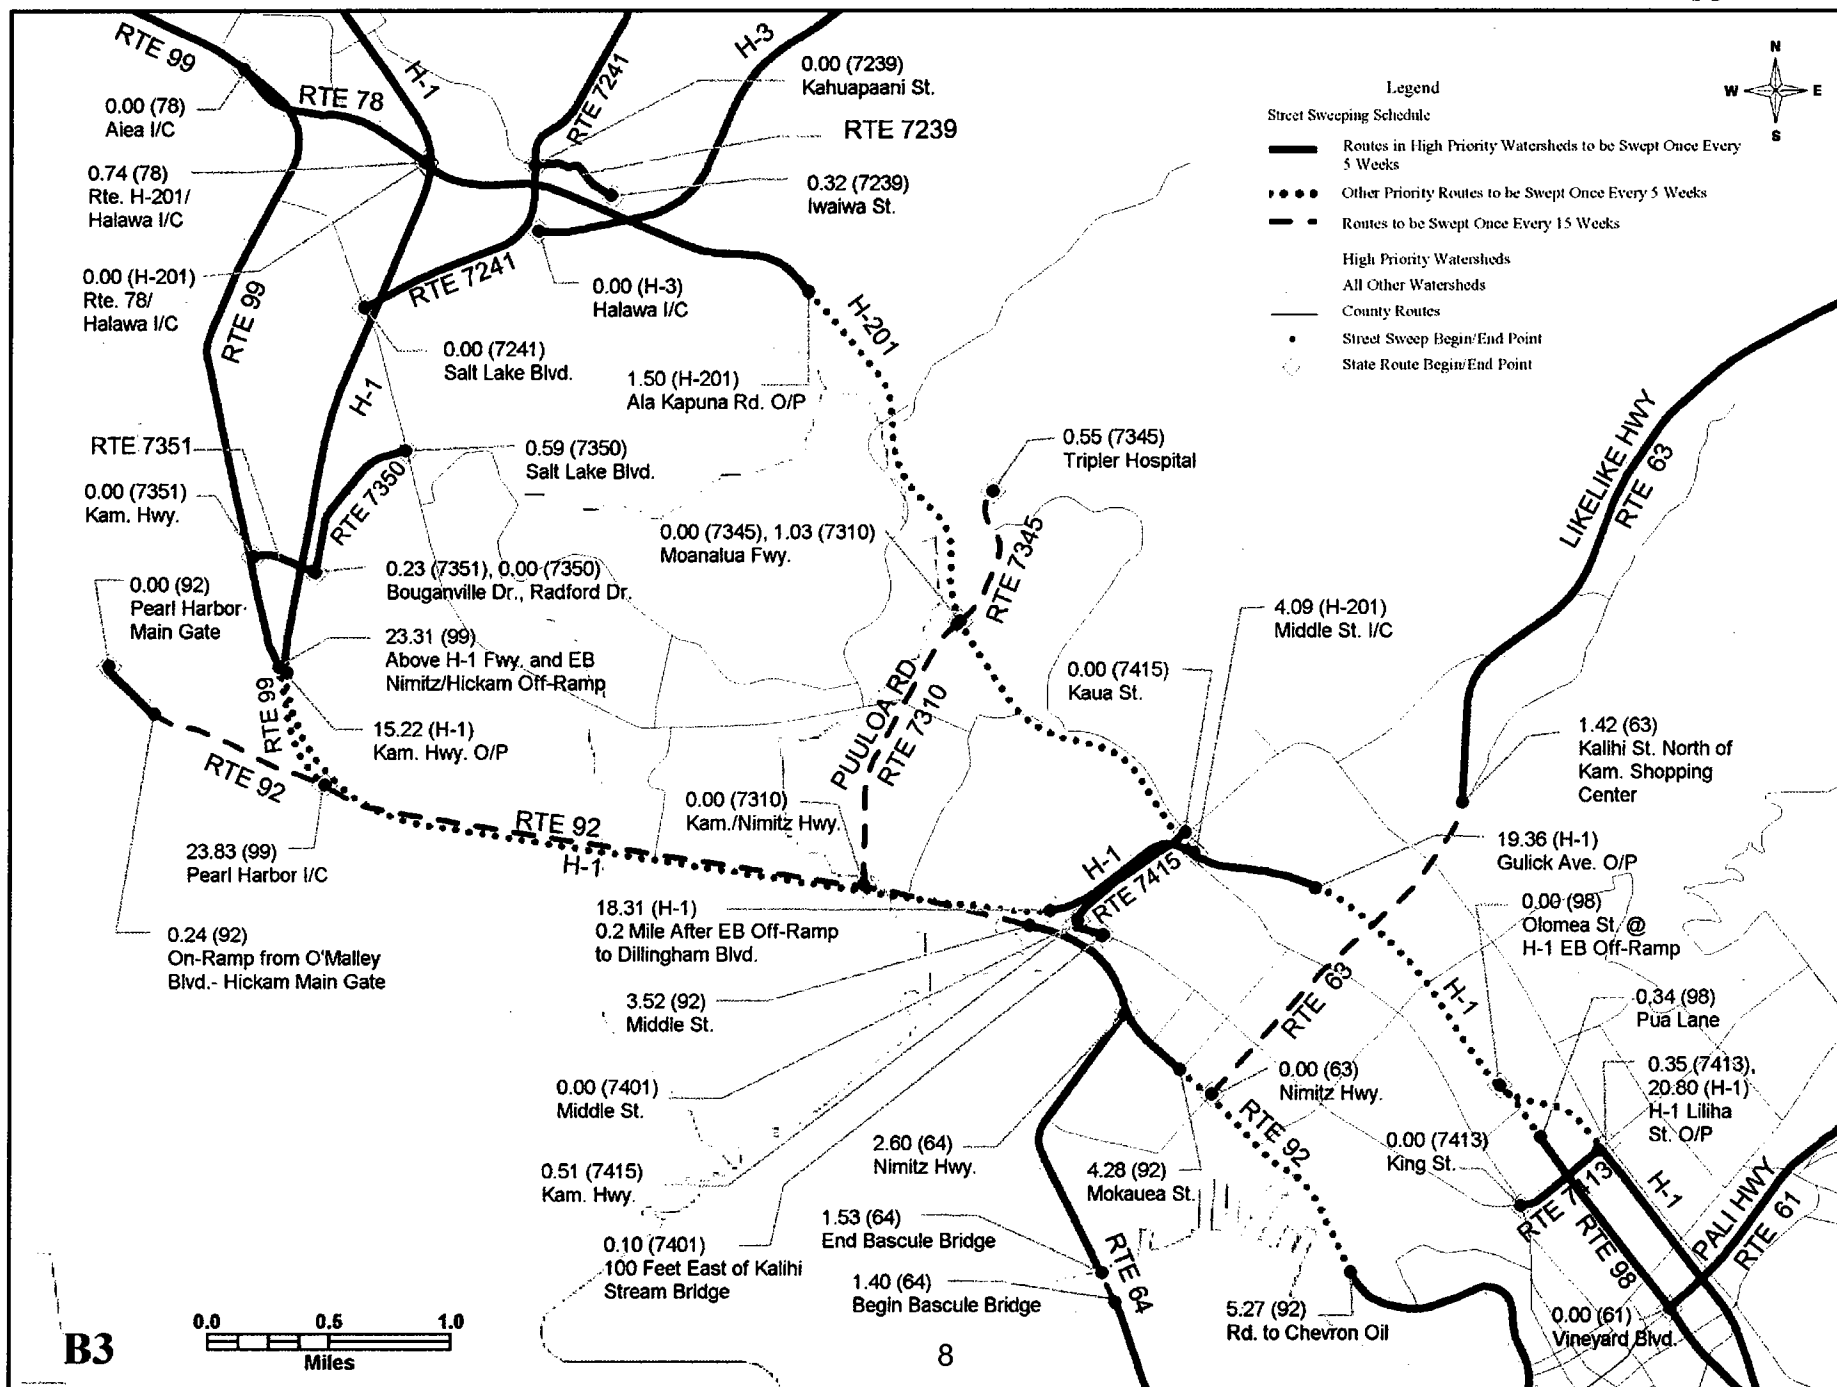 RTE 99
H-1
RTE 7241
H-3
0.00 (7239)
Kahuapaani St.
N
W
E
S
Legend
Street Sweeping Schedule
Routes in High Priority Watersheds to be Swept Once Every
5 Weeks
Other Priority Routes to be Swept Once Every 5 Weeks
Routes to be Swept Once Every 15 Weeks
High Priority Watersheds
All Other Watersheds
County Routes
Street Sweep Begin/End Point
State Route Begin/End Point
0.00 (78)
Aiea I/C
RTE 78
RTE 7239
0.74 (78)
Rte. H-201/
Halawa I/C
0.32 (7239)
Iwaiwa St.
0.00 (H-201)
Rte. 78/
Halawa I/C
RTE 99
RTE 7241
0.00 (H-3)
Halawa I/C
H-201
0.00 (7241)
Salt Lake Blvd.
1.50 (H-201)
Ala Kapuna Rd. O/P
H-1
RTE 7351
0.59 (7350)
Salt Lake Blvd.
0.55 (7345)
Tripler Hospital
LIKELIKE HWY
RTE 63
0.00 (7351)
Kam. Hwy.
RTE 7350
0.00 (7345), 1.03 (7310)
Moanalua Fwy.
RTE 7345
0.00 (92)
Pearl Harbor
Main Gate
0.23 (7351), 0.00 (7350)
Bouganville Dr., Radford Dr.
4.09 (H-201)
Middle St. I/C
23.31 (99)
Above H-1 Fwy. and EB
Nimitz/Hickam Off-Ramp
0.00 (7415)
Kaua St.
RTE 99
15.22 (H-1)
Kam. Hwy. O/P
PUULOA RD
RTE 7310
1.42 (63)
Kalihi St. North of
Kam. Shopping
Center
RTE 92
RTE 92
H-1
0.00 (7310)
Kam./Nimitz Hwy.
23.83 (99)
Pearl Harbor I/C
H-1
RTE 7415
19.36 (H-1)
Gulick Ave. O/P
0.24 (92)
On-Ramp from O'Malley
Blvd.- Hickam Main Gate
18.31 (H-1)
0.2 Mile After EB Off-Ramp
to Dillingham Blvd.
0.00 (98)
Olomea St. @
H-1 EB Off-Ramp
3.52 (92)
Middle St.
RTE 63
H-1
0.34 (98)
Pua Lane
0.00 (7401)
Middle St.
0.00 (63)
Nimitz Hwy.
0.35 (7413),
20.80 (H-1)
H-1 Liliha
St. O/P
RTE 92
0.51 (7415)
Kam. Hwy.
2.60 (64)
Nimitz Hwy.
4.28 (92)
Mokauea St.
0.00 (7413)
King St.
RTE 7413
H-1
PALI HWY
RTE 61
0.10 (7401)
100 Feet East of Kalihi
Stream Bridge
1.53 (64)
End Bascule Bridge
RTE 64
RTE 98
1.40 (64)
Begin Bascule Bridge
5.27 (92)
Rd. to Chevron Oil
0.00 (61)
Vineyard Blvd.
B3
0.0 0.5 1.0
Miles
8